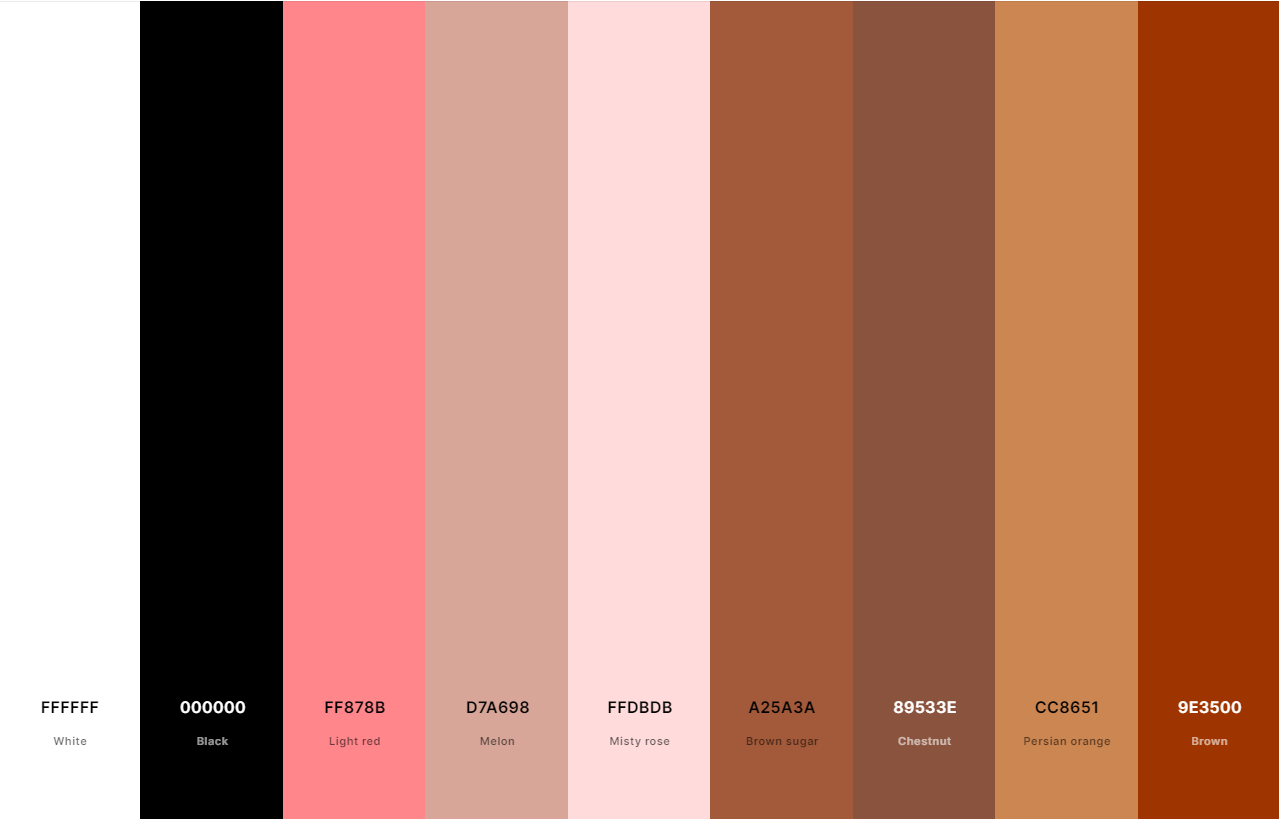 FFFFFF
White
000000
Black
FF878B
Light red
D7A698
Melon
FFDBDB
Misty rose
A25A3A
Brown sugar
89533E
Chestnut
CC8651
Persian orange
9E3500
Brown